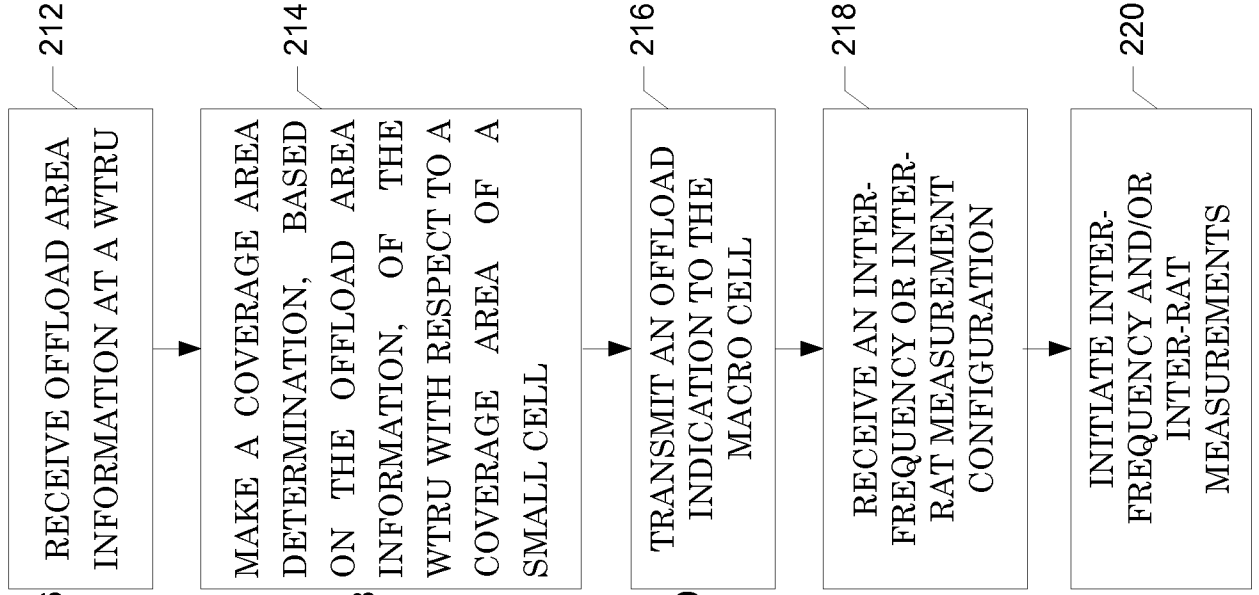 RECEIVE OFFLOAD AREA
INFORMATION AT A WTRU
212
MAKE A COVERAGE AREA
DETERMINATION, BASED
ON THE OFFLOAD AREA
INFORMATION, OF THE
WTRU WITH RESPECT TO A
COVERAGE AREA OF A
SMALL CELL
214
TRANSMIT AN OFFLOAD
INDICATION TO THE
MACRO CELL
216
RECEIVE AN INTER-
FREQUENCY OR INTER-
RAT MEASUREMENT
CONFIGURATION
218
INITIATE INTER-
FREQUENCY AND/OR
INTER-RAT
MEASUREMENTS
220